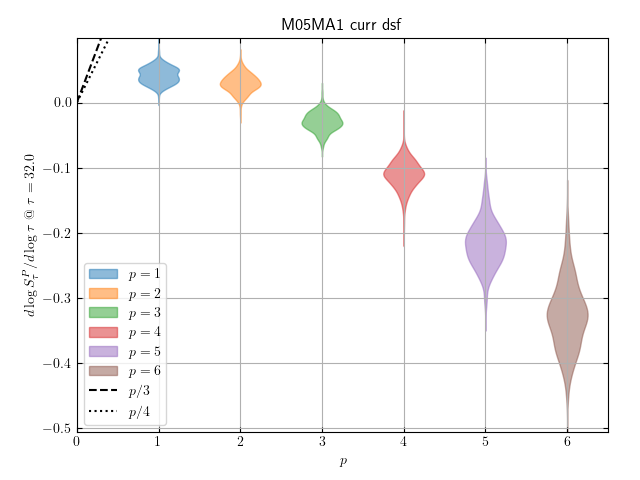 M05MA1 curr dsf
d log S_τ^P / d log τ @ τ = 32.0
0.0
−0.1
−0.2
−0.3
−0.4
−0.5
p = 1
p = 2
p = 3
p = 4
p = 5
p = 6
p/3
p/4
0 1 2 3 4 5 6
p